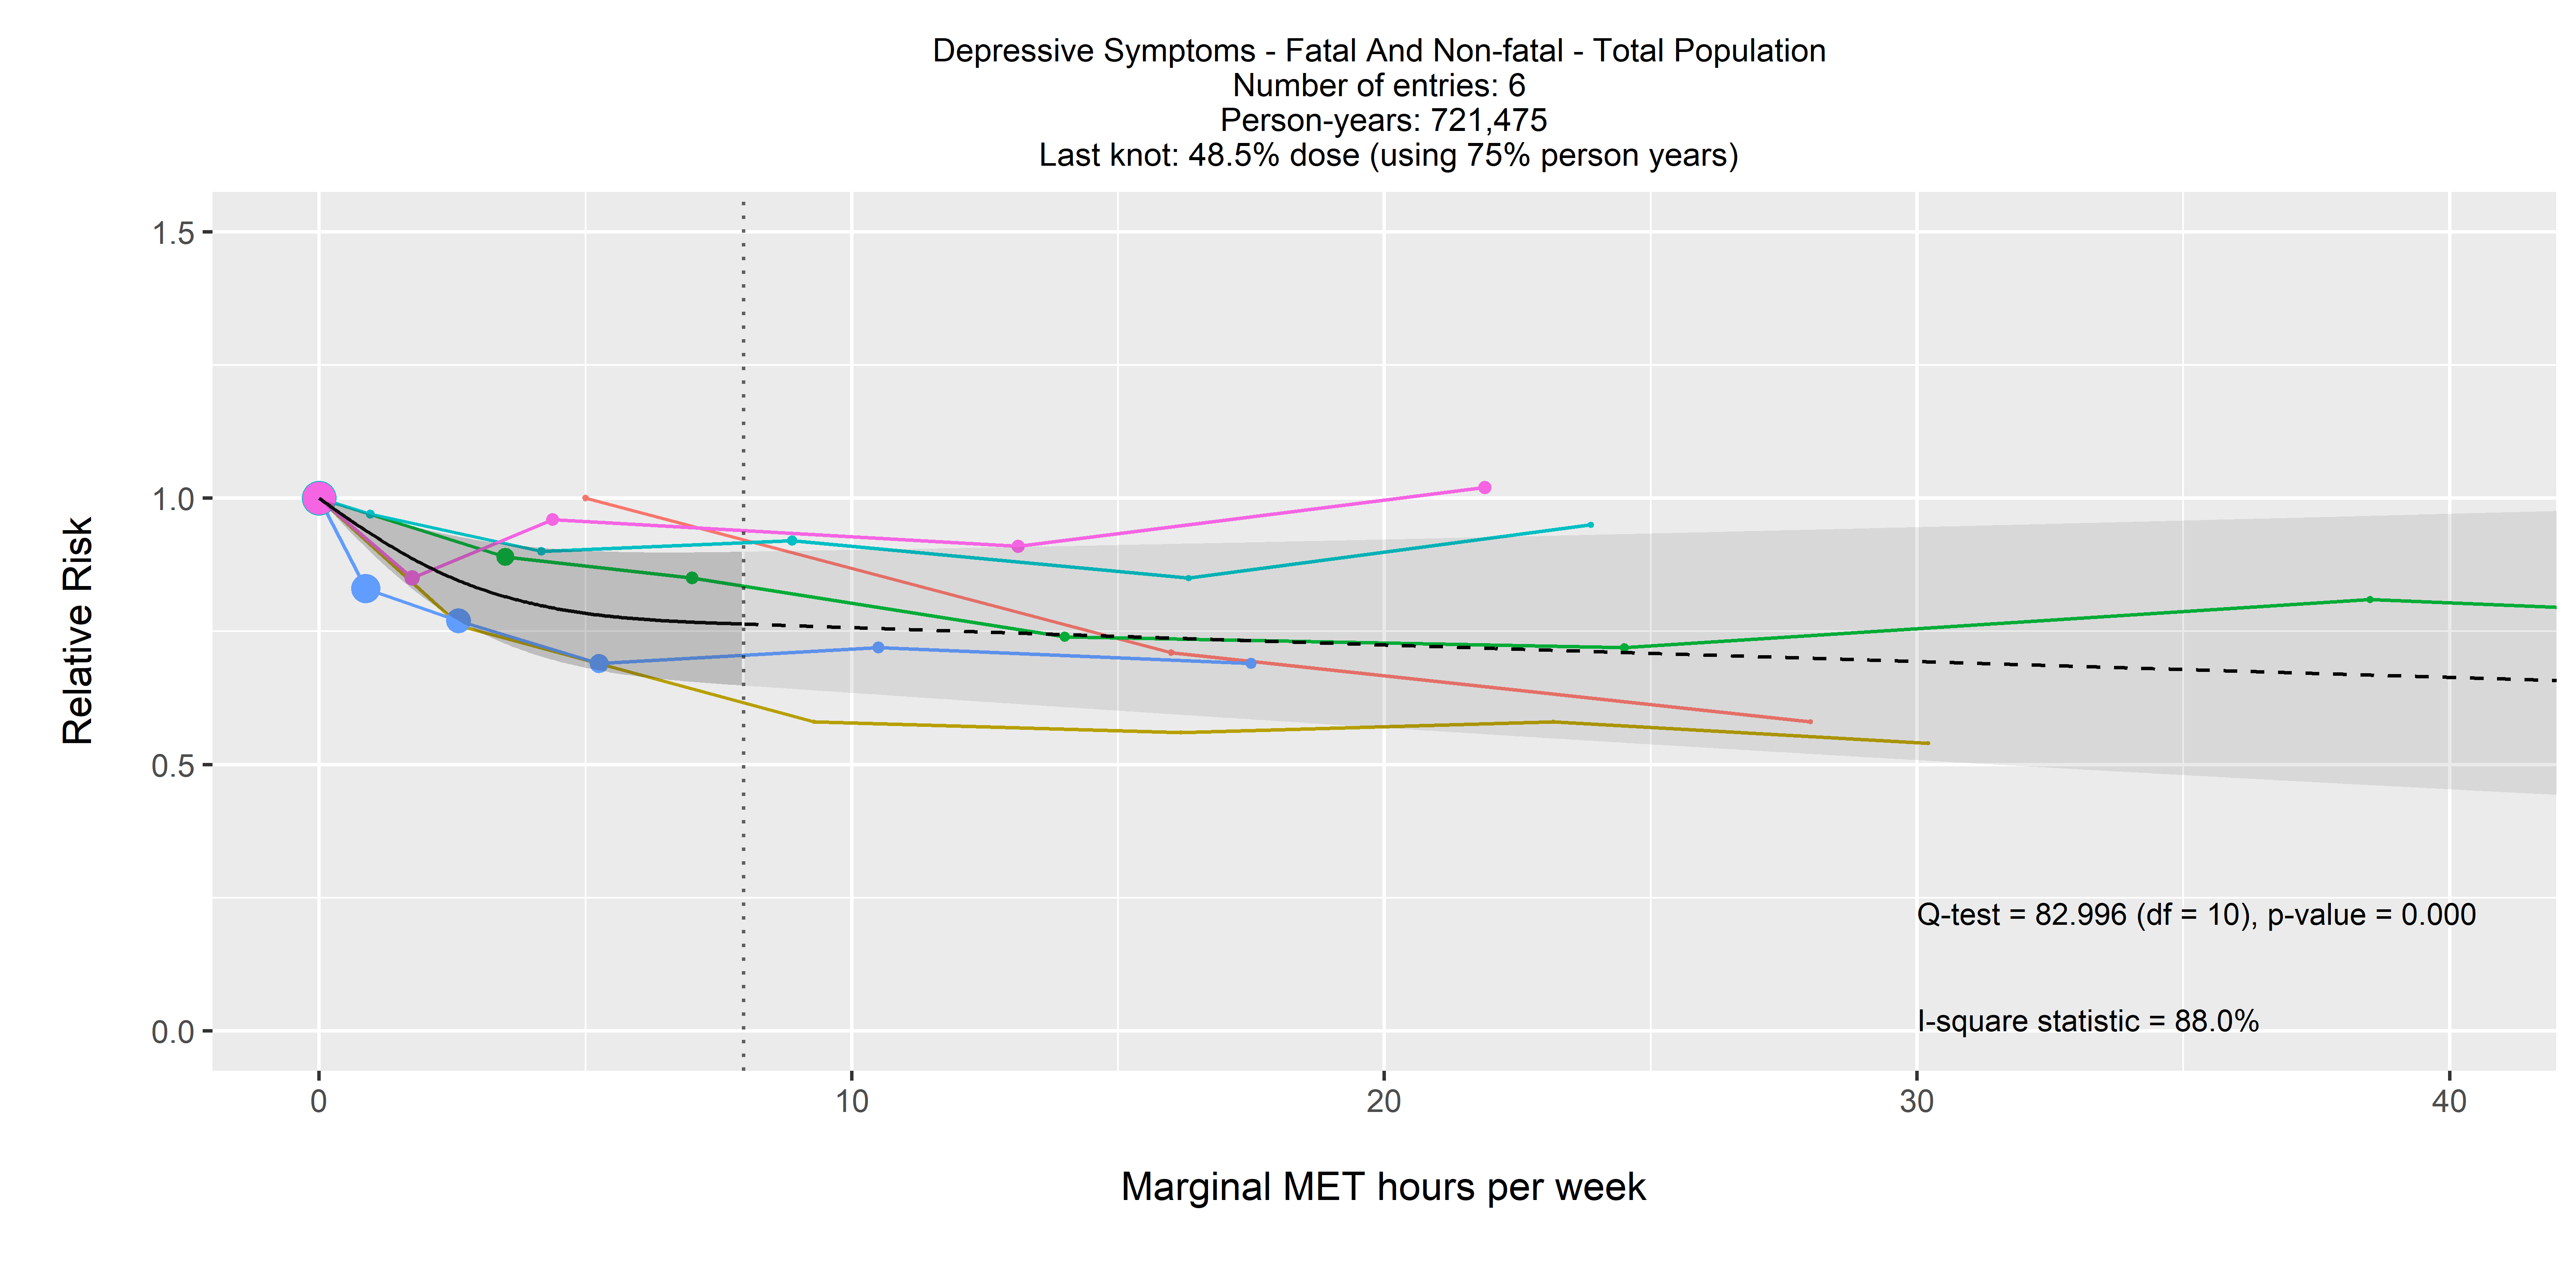 Depressive Symptoms - Fatal And Non-fatal - Total Population
Number of entries: 6
Person-years: 721,475
Last knot: 48.5% dose (using 75% person years)
1.5
1.0
0.5
0.0
Relative Risk
Q-test = 82.996 (df = 10), p-value = 0.000
I-square statistic = 88.0%
0 10 20 30 40
Marginal MET hours per week